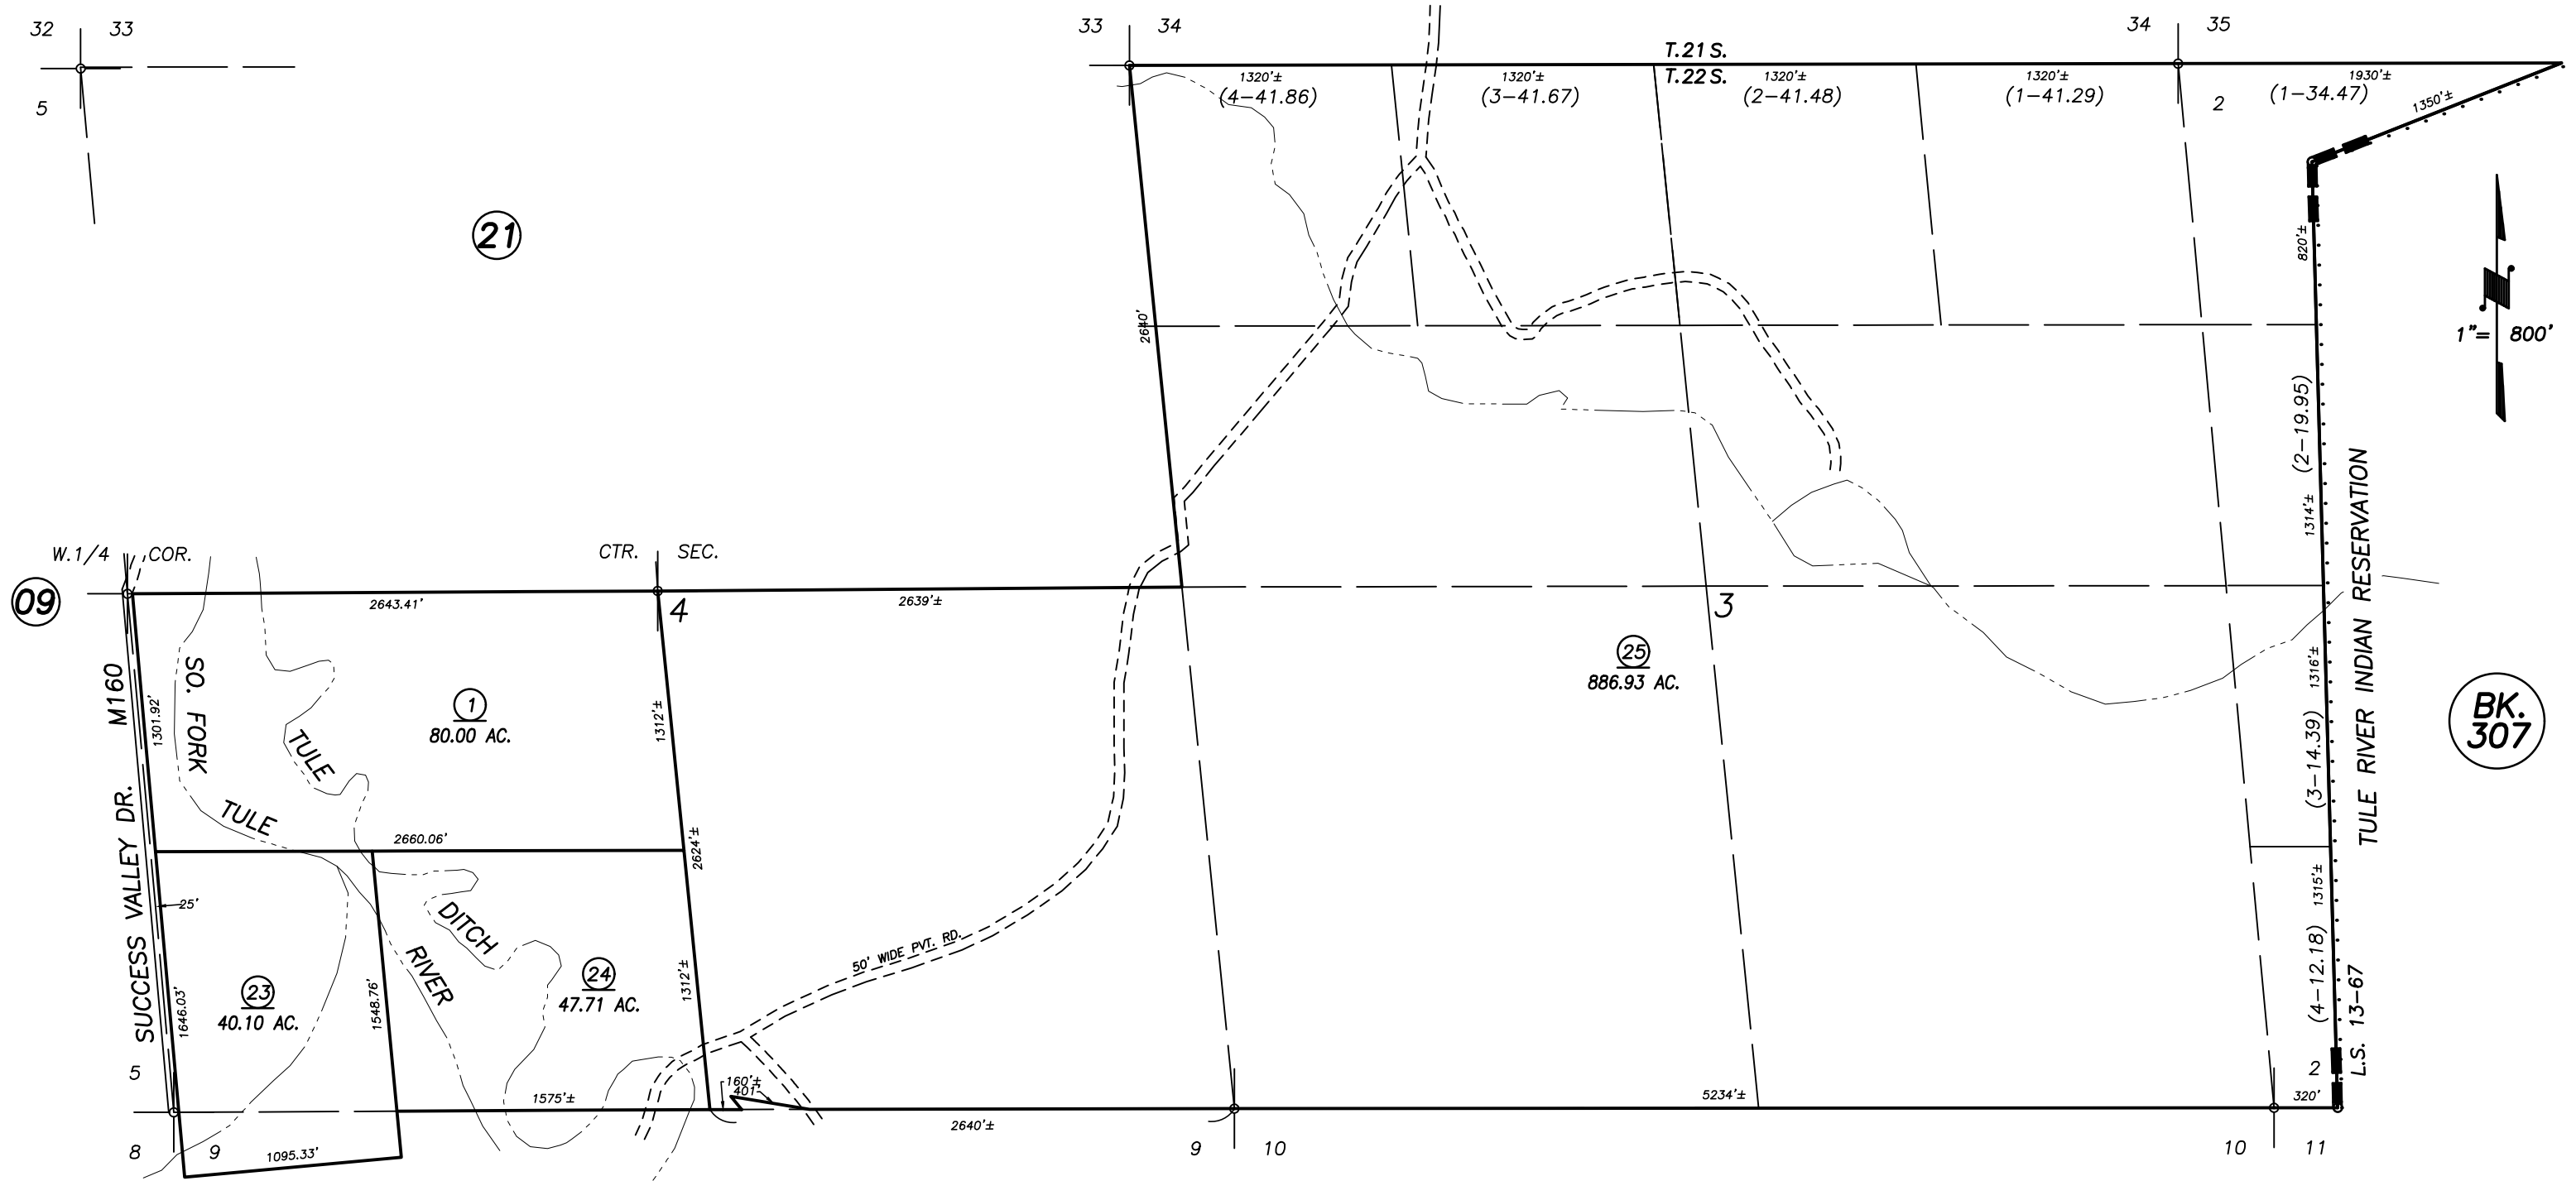 32 33
33 34
34 35
T.21 S.
T.22 S.
1320'± 1320'± 1320'± 1320'± 1930'±
(4-41.86) (3-41.67) (2-41.48) (1-41.29) (1-34.47)
5
2
1350'±
21
820'±
2640'
1"= 800'
(2-19.95)
1314'±
W.1/4 COR.
CTR. SEC.
09
2643.41'
4
2639'±
3
25
886.93 AC.
TULE RIVER INDIAN RESERVATION
1316'±
(3-14.39)
BK.
307
M160
1301.92'
SO. FORK
1
80.00 AC.
1312'±
TULE
TULE
2660.06'
2624'±
SUCCESS VALLEY DR.
25'
DITCH
RIVER
1315'±
(4-12.18)
50' WIDE PVT. RD.
23
40.10 AC.
24
47.71 AC.
1646.03'
1548.76'
1312'±
L.S. 13-67
5
2
160'±
401'
1575'±
2640'±
5234'±
320'
8 9
1095.33'
9 10
10 11